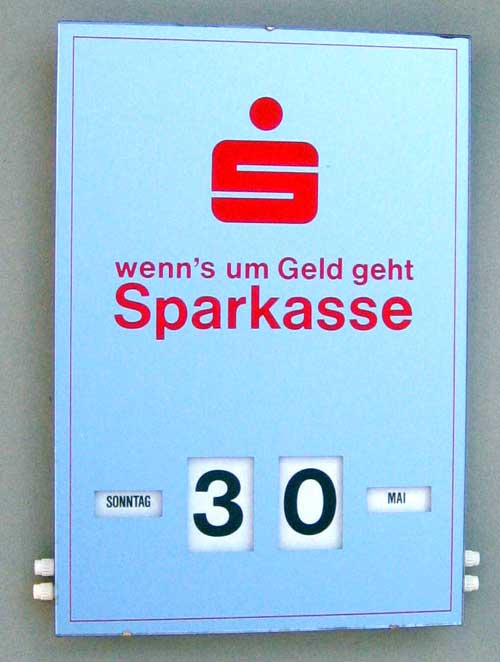 wenn's um Geld geht
Sparkasse
SONNTAG 30 MAI